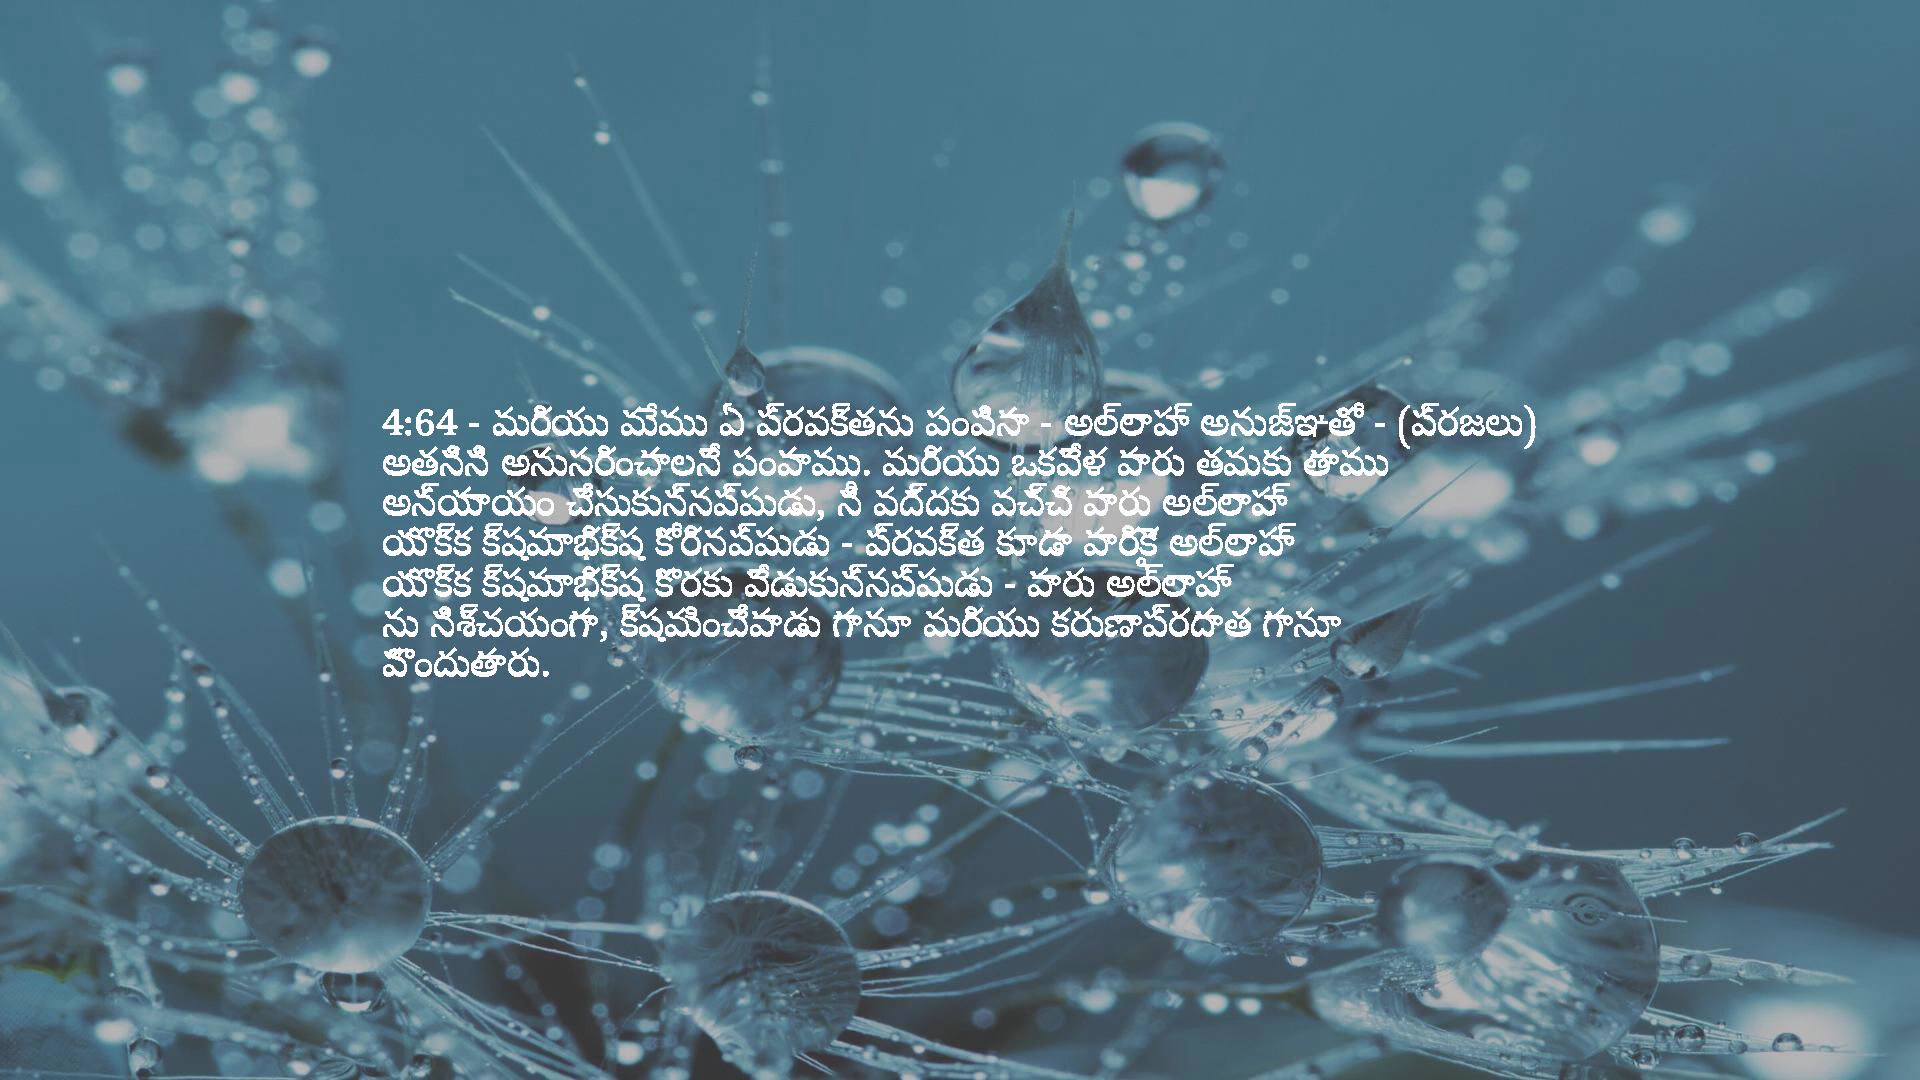 4:64 - మరియు మేము ఏ ప్రవక్తను పంపినా - అల్లాహ్ అనుజ్ఞతో - (ప్రజలు)
అతనిని అనుసరించాలనే పంపాము. మరియు ఒకవేళ వారు తమకు తాము
అన్యాయం చేసుకున్నప్పుడు, నీ వద్దకు వచ్చి వారు అల్లాహ్
యొక్క క్షమాభిక్ష కోరినప్పుడు - ప్రవక్త కూడా వారికై అల్లాహ్
యొక్క క్షమాభిక్ష కొరకు వేడుకున్నప్పుడు - వారు అల్లాహ్
ను నిశ్చయంగా, క్షమించేవాడు గానూ మరియు కరుణాప్రదాత గానూ
పొందుతారు.